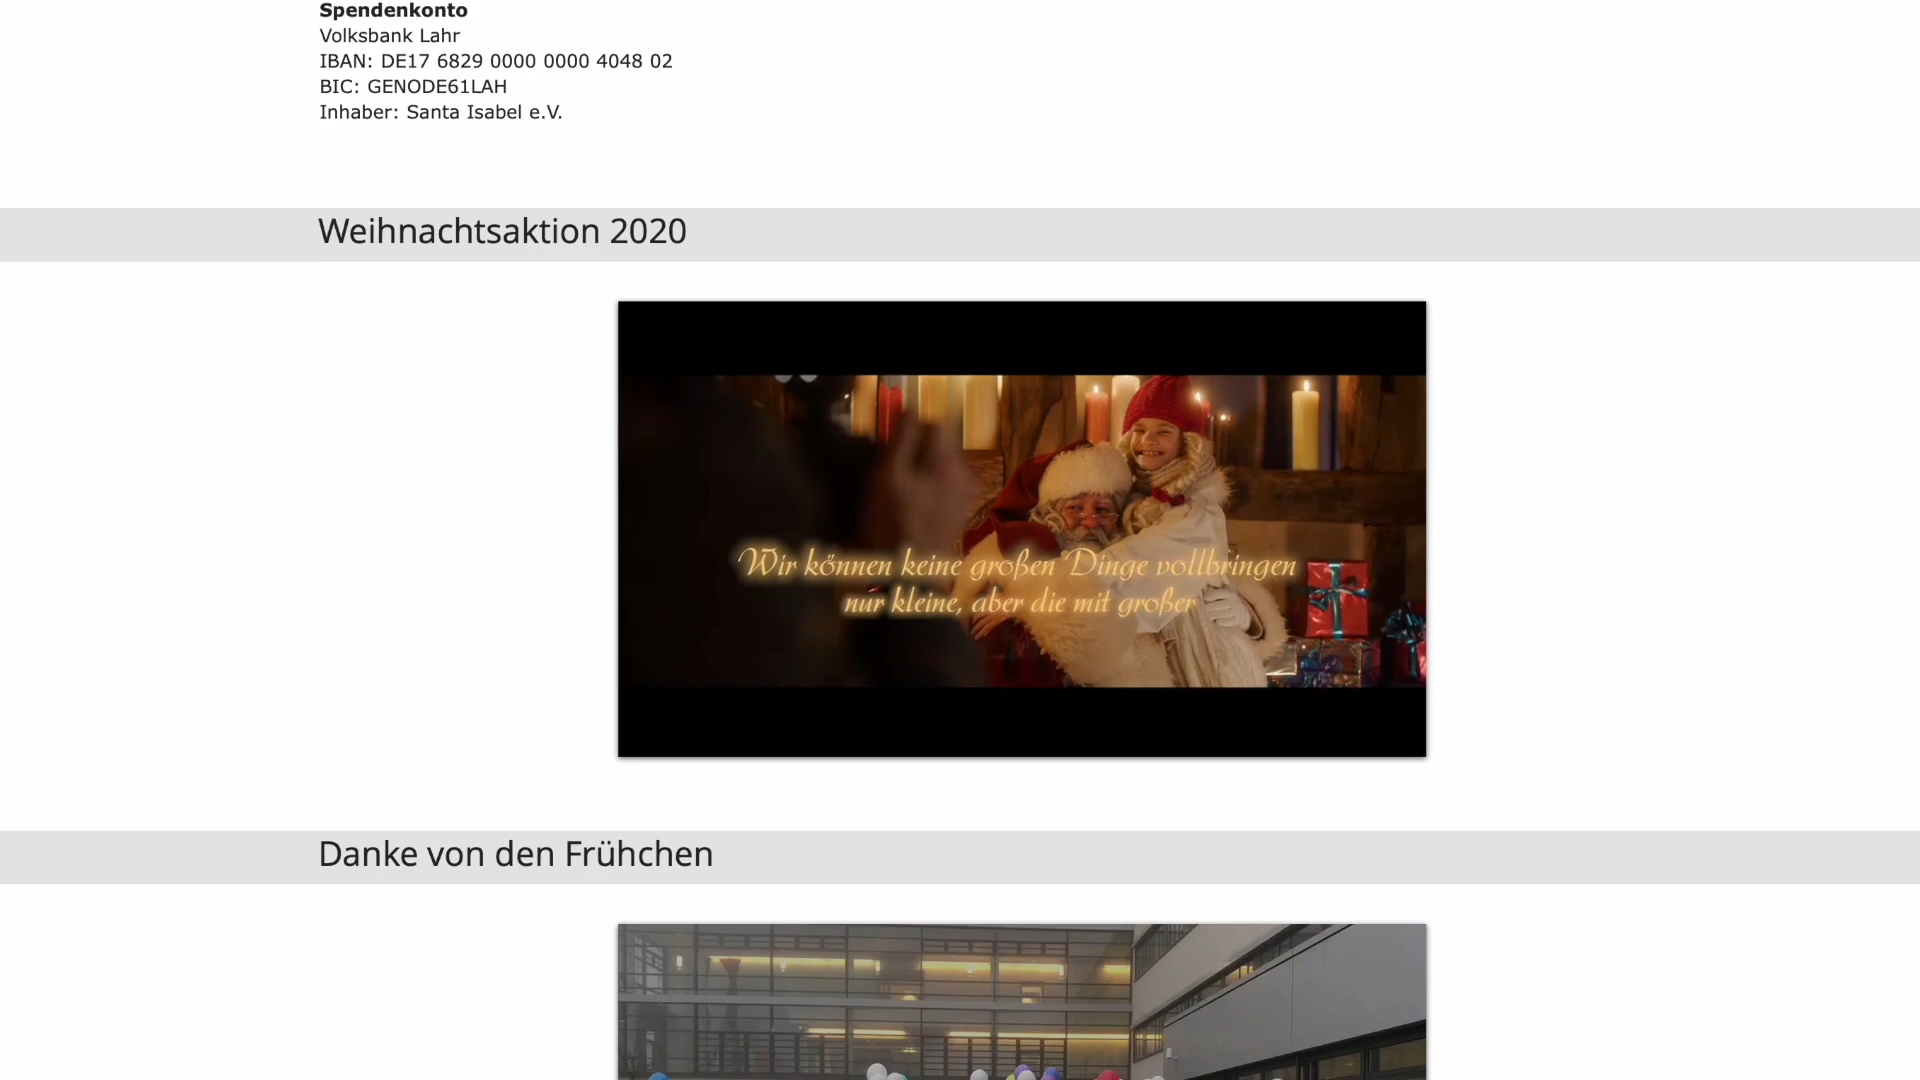 Spendenkonto
Volksbank Lahr
IBAN: DE17 6829 0000 0000 4048 02
BIC: GENODE61LAH
Inhaber: Santa Isabel e.V.
Weihnachtsaktion 2020
Wir können keine großen Dinge vollbringen
nur kleine, aber die mit großer
Danke von den Frühchen